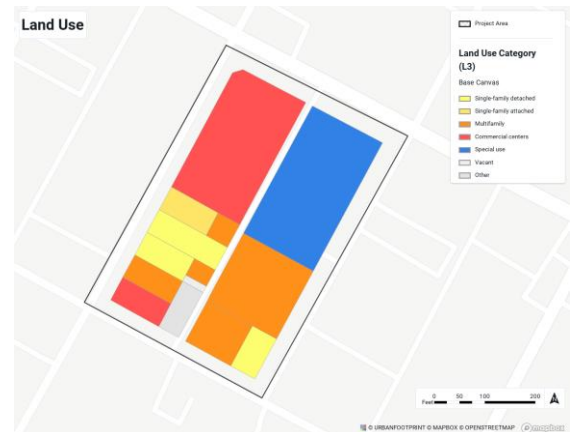 Land Use
Project Area
Land Use Category
(L3)
Base Canvas
Single-family detached
Single-family attached
Multifamily
Commercial centers
Special use
Vacant
Other
0 50 100 200
Feet
© URBANFOOTPRINT © MAPBOX © OPENSTREETMAP mapbox